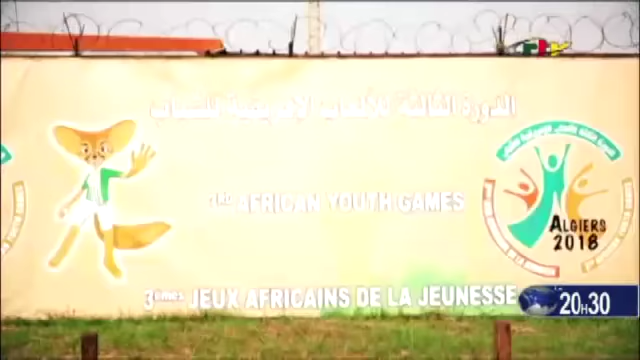 الدورة الثالثة للألعاب الإفريقية للشباب
AFRICAN YOUTH GAMES
ALGIERS
2018
3èmes JEUX AFRICAINS DE LA JEUNESSE
20H30